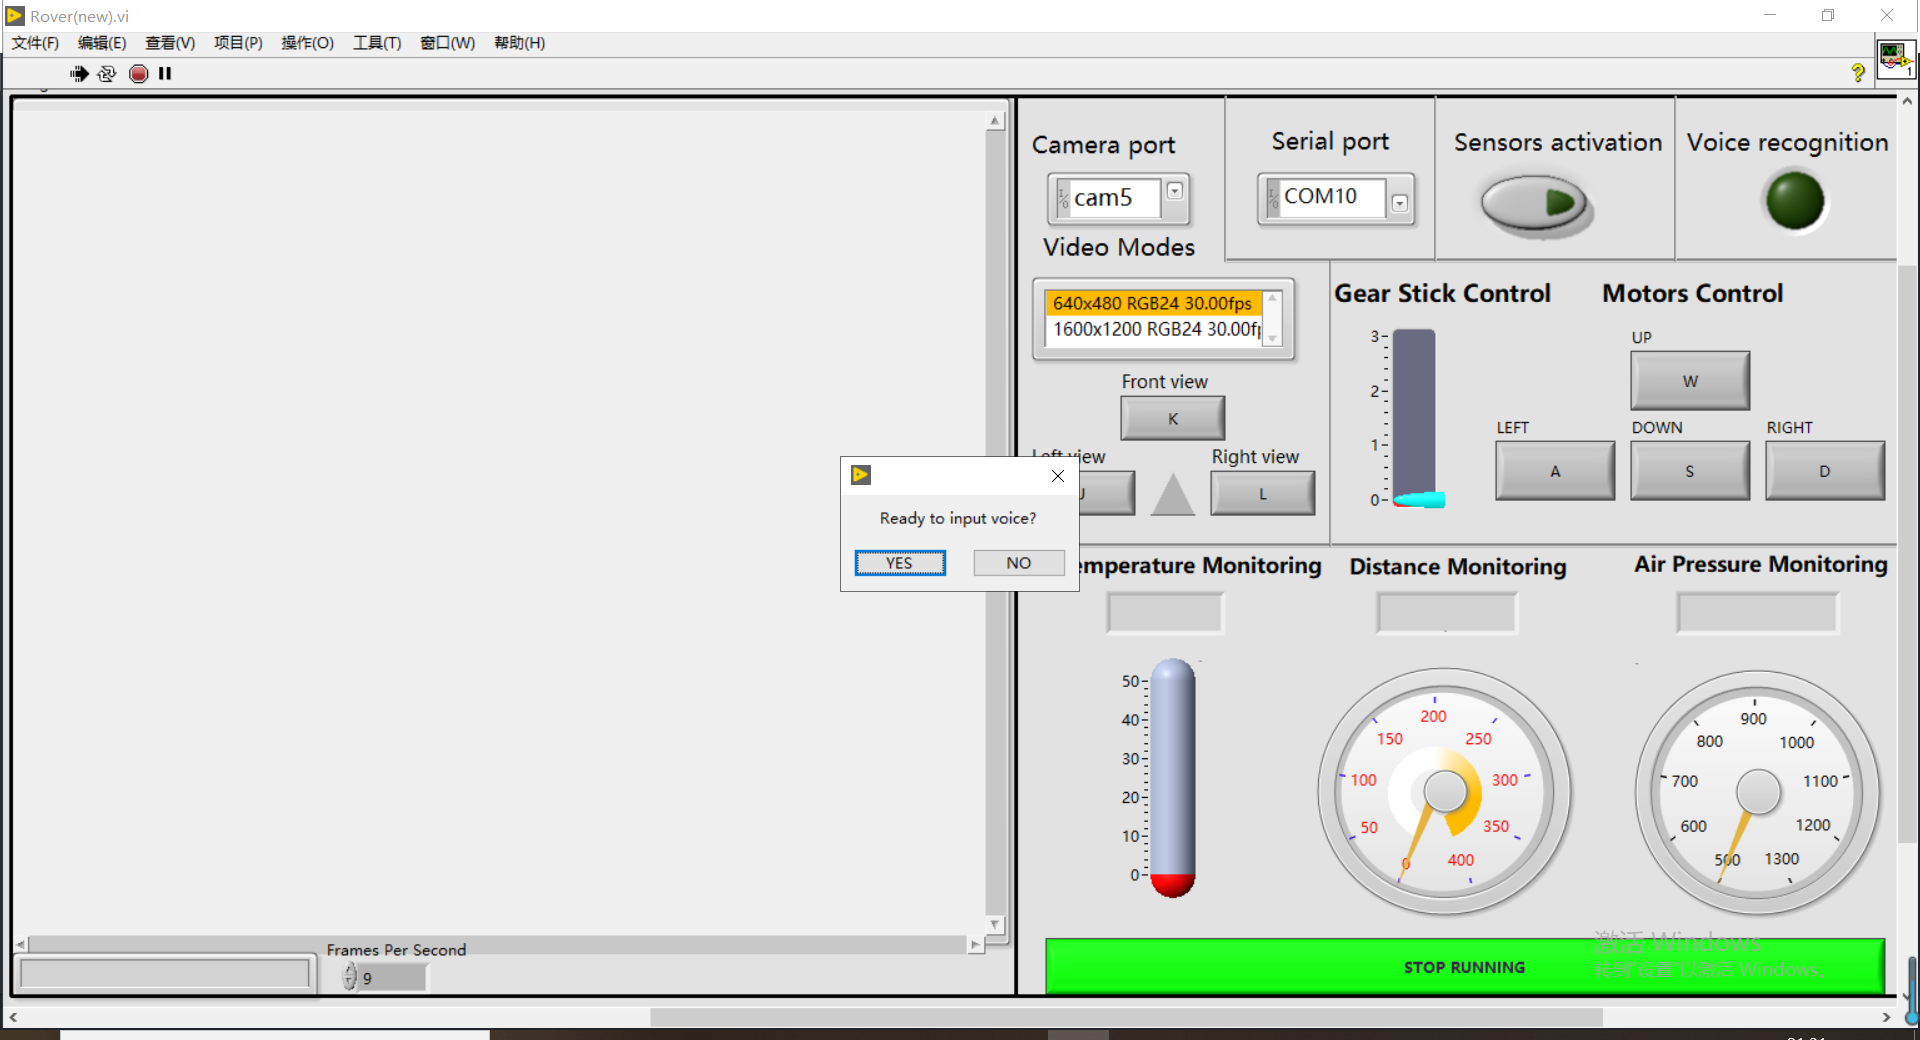 Rover(new).vi
文件(F) 编辑(E) 查看(V) 项目(P) 操作(O) 工具(T) 窗口(W) 帮助(H)
?
1
Camera port
Serial port
Sensors activation
Voice recognition
cam5
COM10
Video Modes
640x480 RGB24 30.00fps
1600x1200 RGB24 30.00f
Gear Stick Control
Motors Control
3
2
1
0
UP
W
LEFT
DOWN
RIGHT
A
S
D
Front view
K
Left view
Right view
J
L
Ready to input voice?
YES
NO
emperature Monitoring
Distance Monitoring
Air Pressure Monitoring
50
40
30
20
10
0
0
50
100
150
200
250
300
350
400
500
600
700
800
900
1000
1100
1200
1300
Frames Per Second
9
STOP RUNNING
激活 Windows
转到"设置"以激活 Windows。